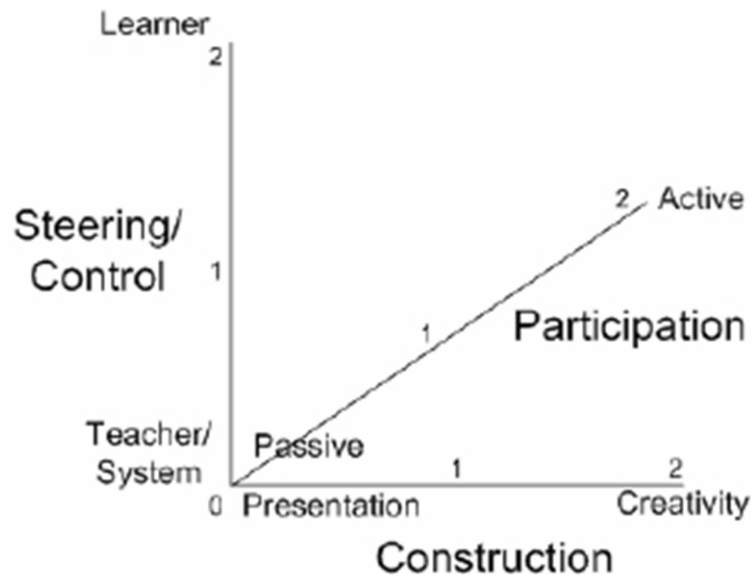 Learner
2
Steering/
Control
1
2 Active
1
Participation
Teacher/
System
Passive
1
2
0
Presentation
Creativity
Construction